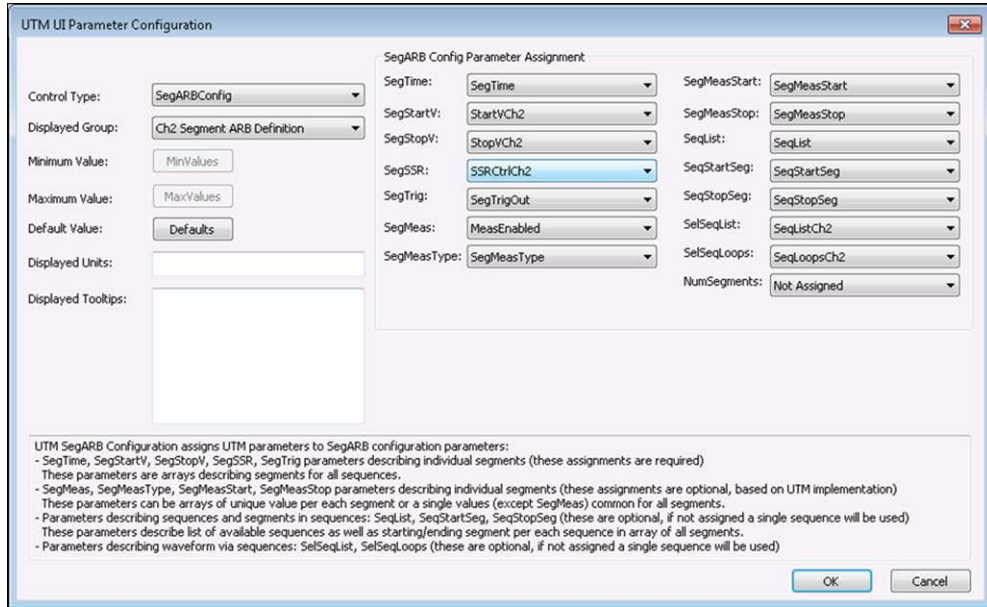 UTM UI Parameter Configuration
Control Type:
SegARBConfig
Displayed Group:
Ch2 Segment ARB Definition
Minimum Value:
MinValues
Maximum Value:
MaxValues
Default Value:
Defaults
Displayed Units:
Displayed Tooltips:
SegARB Config Parameter Assignment
SegTime:
SegTime
SegStartV:
StartVCh2
SegStopV:
StopVCh2
SegSSR:
SSRCtrlCh2
SegTrig:
SegTrigOut
SegMeas:
MeasEnabled
SegMeasType:
SegMeasType
SegMeasStart:
SegMeasStart
SegMeasStop:
SegMeasStop
SeqList:
SeqList
SeqStartSeg:
SeqStartSeg
SeqStopSeg:
SeqStopSeg
SelSeqList:
SeqListCh2
SelSeqLoops:
SeqLoopsCh2
NumSegments:
Not Assigned
UTM SegARB Configuration assigns UTM parameters to SegARB configuration parameters:
- SegTime, SegStartV, SegStopV, SegSSR, SegTrig parameters describing individual segments (these assignments are required)
These parameters are arrays describing segments for all sequences.
- SegMeas, SegMeasType, SegMeasStart, SegMeasStop parameters describing individual segments (these assignments are optional, based on UTM implementation)
These parameters can be arrays of unique value per each segment or a single values (except SegMeas) common for all segments.
- Parameters describing sequences and segments in sequences: SeqList, SeqStartSeg, SeqStopSeg (these are optional, if not assigned a single sequence will be used)
These parameters describe list of available sequences as well as starting/ending segment per each sequence in array of all segments.
- Parameters describing waveform via sequences: SelSeqList, SelSeqLoops (these are optional, if not assigned a single sequence will be used)
OK
Cancel